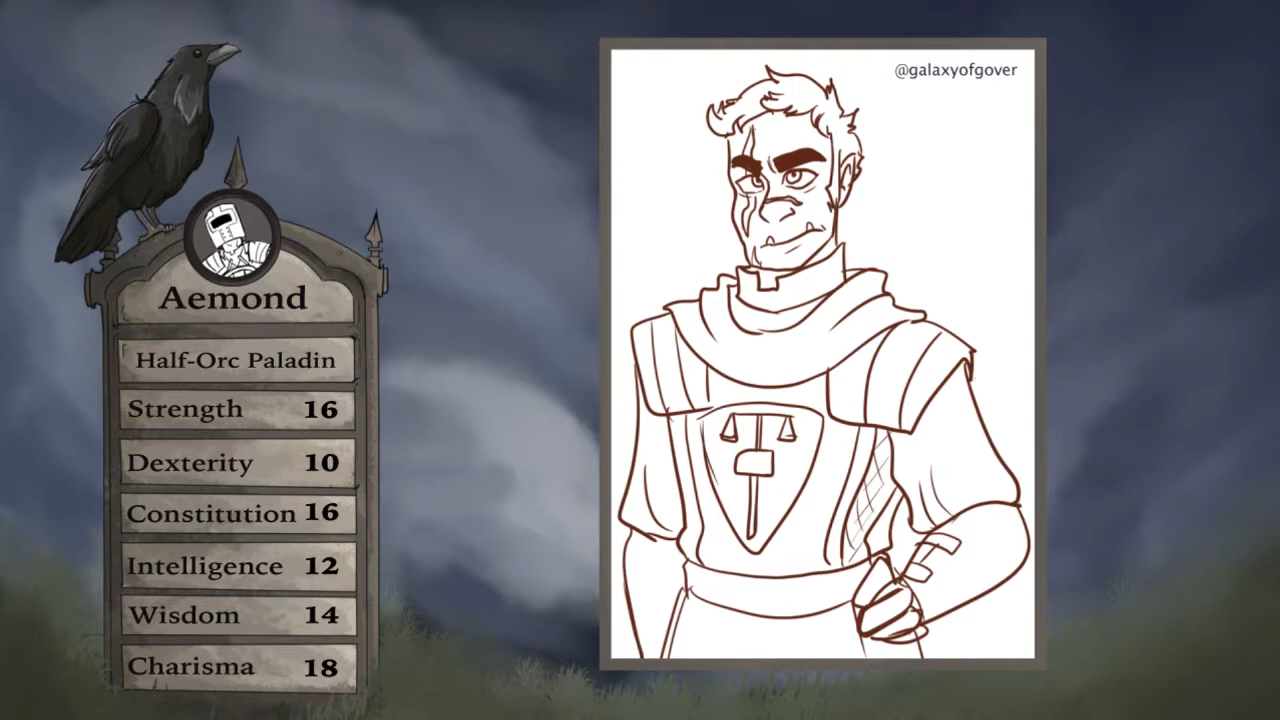 @galaxyofgover
Aemond
Half-Orc Paladin
Strength 16
Dexterity 10
Constitution 16
Intelligence 12
Wisdom 14
Charisma 18